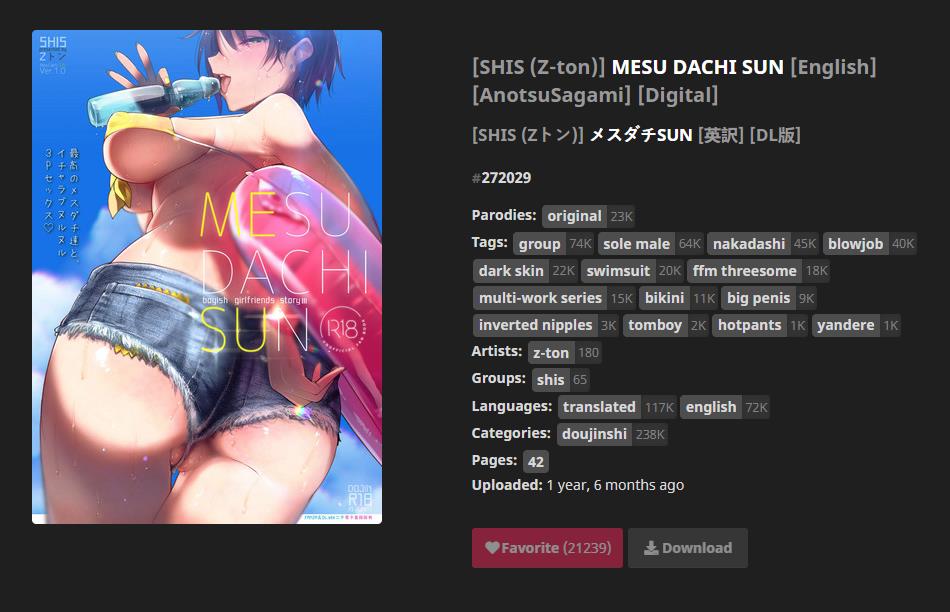 SHIS
Zトン
Ver 1.0
最高のメスダチ達と、
イチャラブヌルヌル
3Pセックス♡
MESU
DACHI
boyish girlfriends story
SUN
R18
DOJIN
R18
[SHIS (Z-ton)] MESU DACHI SUN [English]
[AnotsuSagami] [Digital]
[SHIS (Zトン)] メスダチSUN [英訳] [DL版]
#272029
Parodies: original 23K
Tags: group 74K sole male 64K nakadashi 45K blowjob 40K
dark skin 22K swimsuit 20K ffm threesome 18K
multi-work series 15K bikini 11K big penis 9K
inverted nipples 3K tomboy 2K hotpants 1K yandere 1K
Artists: z-ton 180
Groups: shis 65
Languages: translated 117K english 72K
Categories: doujinshi 238K
Pages: 42
Uploaded: 1 year, 6 months ago
Favorite (21239) Download